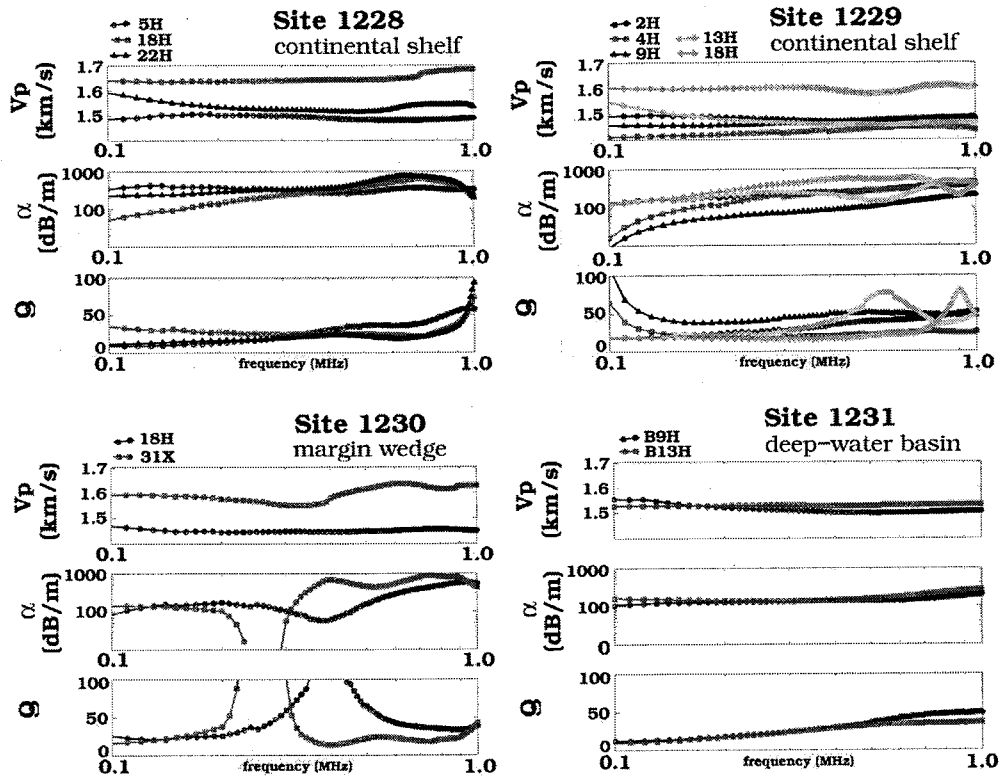 Site 1228
continental shelf
5H
18H
22H
Vp
(km/s)
1.7
1.6
1.5
0.1
1.0
α
(dB/m)
1000
100
0.1
1.0
Q
100
50
0
0.1
frequency (MHz)
1.0
Site 1229
continental shelf
2H
4H
9H
13H
18H
Vp
(km/s)
1.7
1.6
1.5
0.1
1.0
α
(dB/m)
1000
100
0.1
1.0
Q
100
50
0
0.1
frequency (MHz)
1.0
Site 1230
margin wedge
18H
31X
Vp
(km/s)
1.7
1.6
1.5
0.1
1.0
α
(dB/m)
1000
100
0.1
1.0
Q
100
50
0
0.1
frequency (MHz)
1.0
Site 1231
deep-water basin
B9H
B13H
Vp
(km/s)
1.7
1.6
1.5
0.1
1.0
α
(dB/m)
1000
100
0
0.1
1.0
Q
100
50
0
0.1
frequency (MHz)
1.0